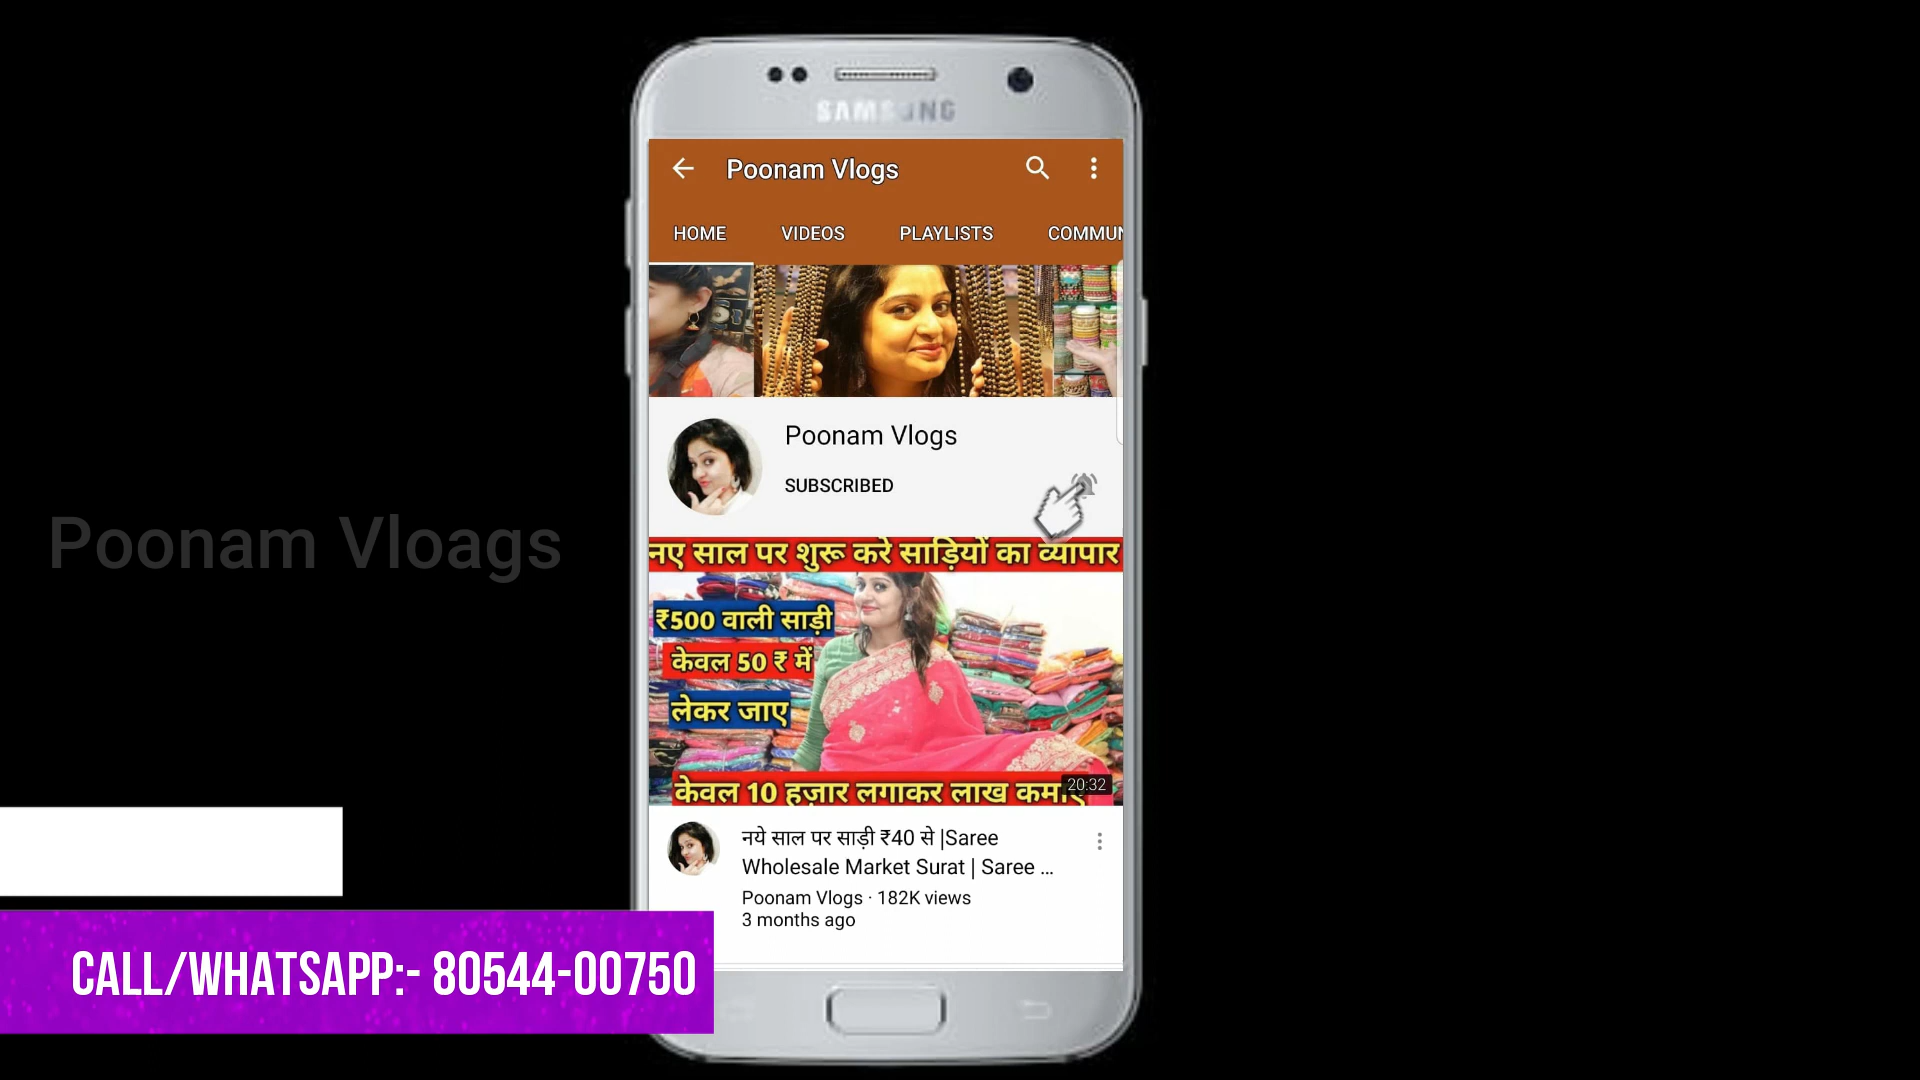 SAMSUNG
Poonam Vlogs
HOME VIDEOS PLAYLISTS COMMUN
Poonam Vlogs
SUBSCRIBED
Poonam Vloags
नए साल पर शुरू करे साड़ियों का व्यापार
₹500 वाली साड़ी
केवल 50 ₹ में
लेकर जाए
केवल 10 हज़ार लगाकर लाख कमाए
20:32
नये साल पर साड़ी ₹40 से |Saree
Wholesale Market Surat | Saree ...
Poonam Vlogs · 182K views
3 months ago
CALL/WHATSAPP:- 80544-00750